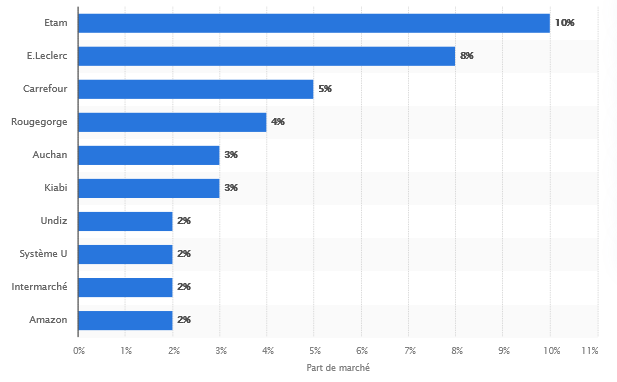 Etam 10%
E.Leclerc 8%
Carrefour 5%
Rougegorge 4%
Auchan 3%
Kiabi 3%
Undiz 2%
Système U 2%
Intermarché 2%
Amazon 2%
0% 1% 2% 3% 4% 5% 6% 7% 8% 9% 10% 11%
Part de marché